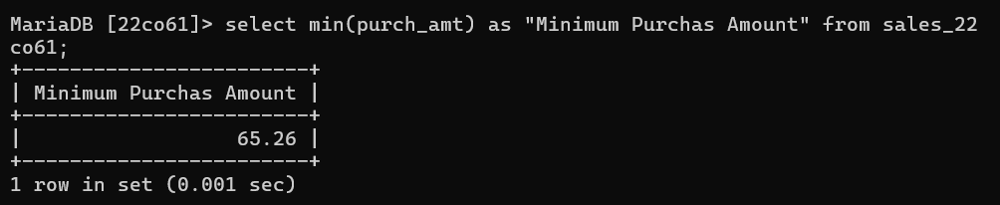 MariaDB [22co61]> select min(purch_amt) as "Minimum Purchas Amount" from sales_22
co61;
+------------------------+
| Minimum Purchas Amount |
+------------------------+
|                  65.26 |
+------------------------+
1 row in set (0.001 sec)